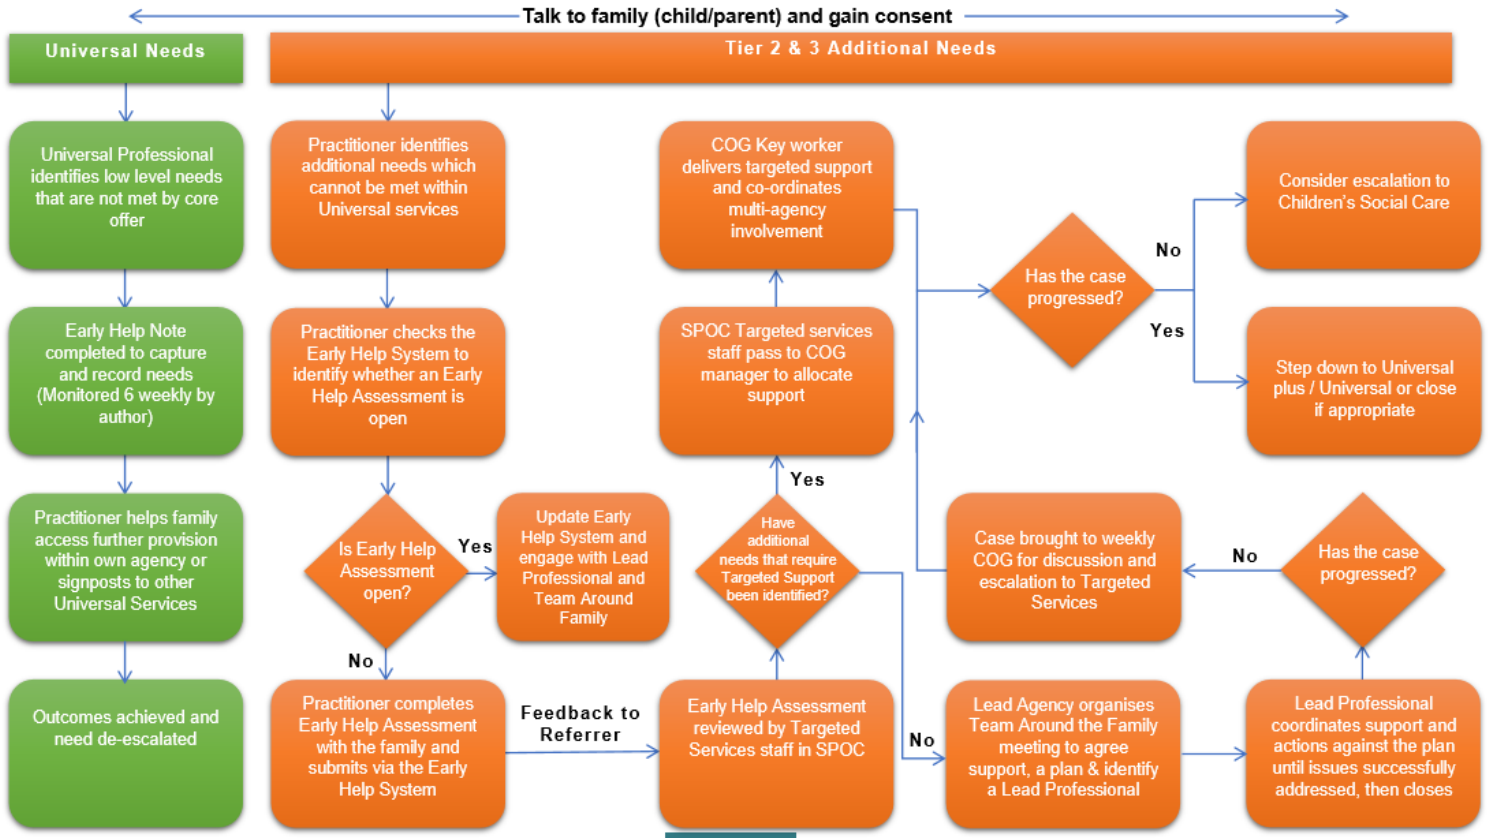 Talk to family (child/parent) and gain consent
Universal Needs
Tier 2 & 3 Additional Needs
Universal Professional
identifies low level needs
that are not met by core
offer
Early Help Note
completed to capture
and record needs
(Monitored 6 weekly by
author)
Practitioner helps family
access further provision
within own agency or
signposts to other
Universal Services
Outcomes achieved and
need de-escalated
Practitioner identifies
additional needs which
cannot be met within
Universal services
Practitioner checks the
Early Help System to
identify whether an Early
Help Assessment is
open
Is Early Help
Assessment
open?
Yes
Update Early
Help System and
engage with Lead
Professional and
Team Around
Family
No
Practitioner completes
Early Help Assessment
with the family and
submits via the Early
Help System
Feedback to
Referrer
Early Help Assessment
reviewed by Targeted
Services staff in SPOC
Have
additional
needs that require
Targeted Support
been identified?
Yes
SPOC Targeted services
staff pass to COG
manager to allocate
support
COG Key worker
delivers targeted support
and co-ordinates
multi-agency
involvement
No
Lead Agency organises
Team Around the Family
meeting to agree
support, a plan & identify
a Lead Professional
Lead Professional
coordinates support and
actions against the plan
until issues successfully
addressed, then closes
Has the case
progressed?
No
Case brought to weekly
COG for discussion and
escalation to Targeted
Services
Has the case
progressed?
No
Consider escalation to
Children's Social Care
Yes
Step down to Universal
plus / Universal or close
if appropriate